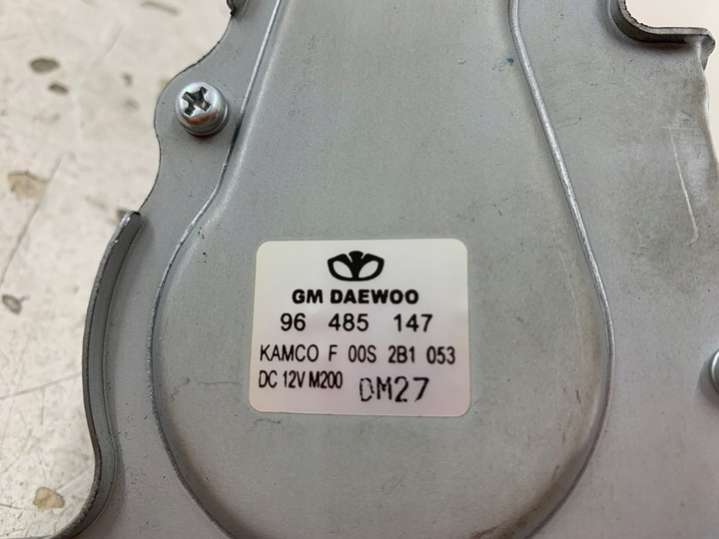 GM DAEWOO
96 485 147
KAMCO F 00S 2B1 053
DC 12V M200 DM27